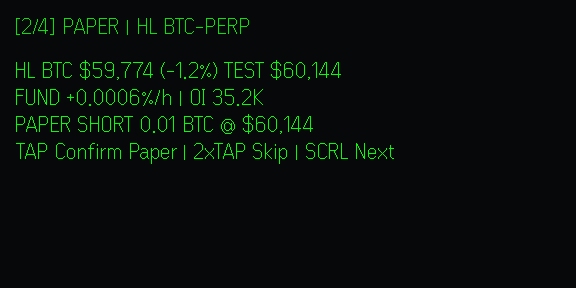 [2/4] PAPER | HL BTC-PERP
HL BTC $59,774 (-1.2%) TEST $60,144
FUND +0.0006%/h | OI 35.2K
PAPER SHORT 0.01 BTC @ $60,144
TAP Confirm Paper | 2xTAP Skip | SCRL Next